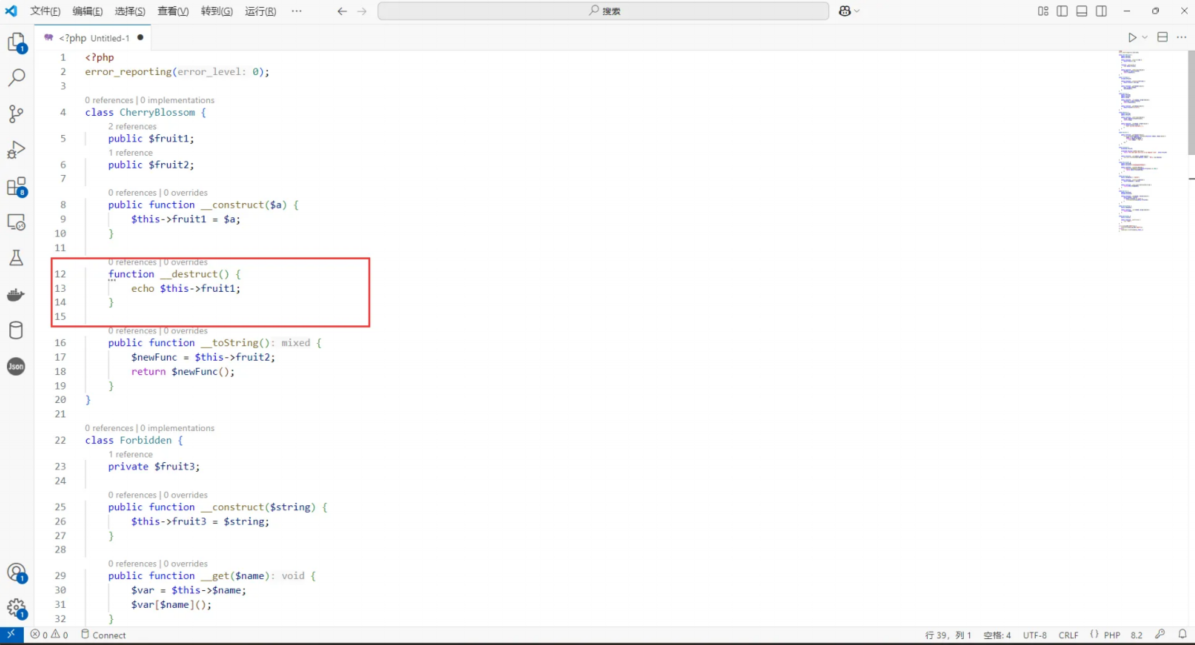 文件(F) 编辑(E) 选择(S) 查看(V) 转到(G) 运行(R) ··· 搜索
<?php Untitled-1
1 <?php
2 error_reporting(error_level: 0);
3
0 references | 0 implementations
4 class CherryBlossom {
2 references
5 public $fruit1;
1 reference
6 public $fruit2;
7
0 references | 0 overrides
8 public function __construct($a) {
9 $this->fruit1 = $a;
10 }
11
0 references | 0 overrides
12 function __destruct() {
13 echo $this->fruit1;
14 }
15
0 references | 0 overrides
16 public function __toString(): mixed {
17 $newFunc = $this->fruit2;
18 return $newFunc();
19 }
20 }
21
0 references | 0 implementations
22 class Forbidden {
1 reference
23 private $fruit3;
24
0 references | 0 overrides
25 public function __construct($string) {
26 $this->fruit3 = $string;
27 }
28
0 references | 0 overrides
29 public function __get($name): void {
30 $var = $this->$name;
31 $var[$name]();
32 }
1
8
Json
1
1
0 0 Connect 行 39，列 1 空格: 4 UTF-8 CRLF {} PHP 8.2